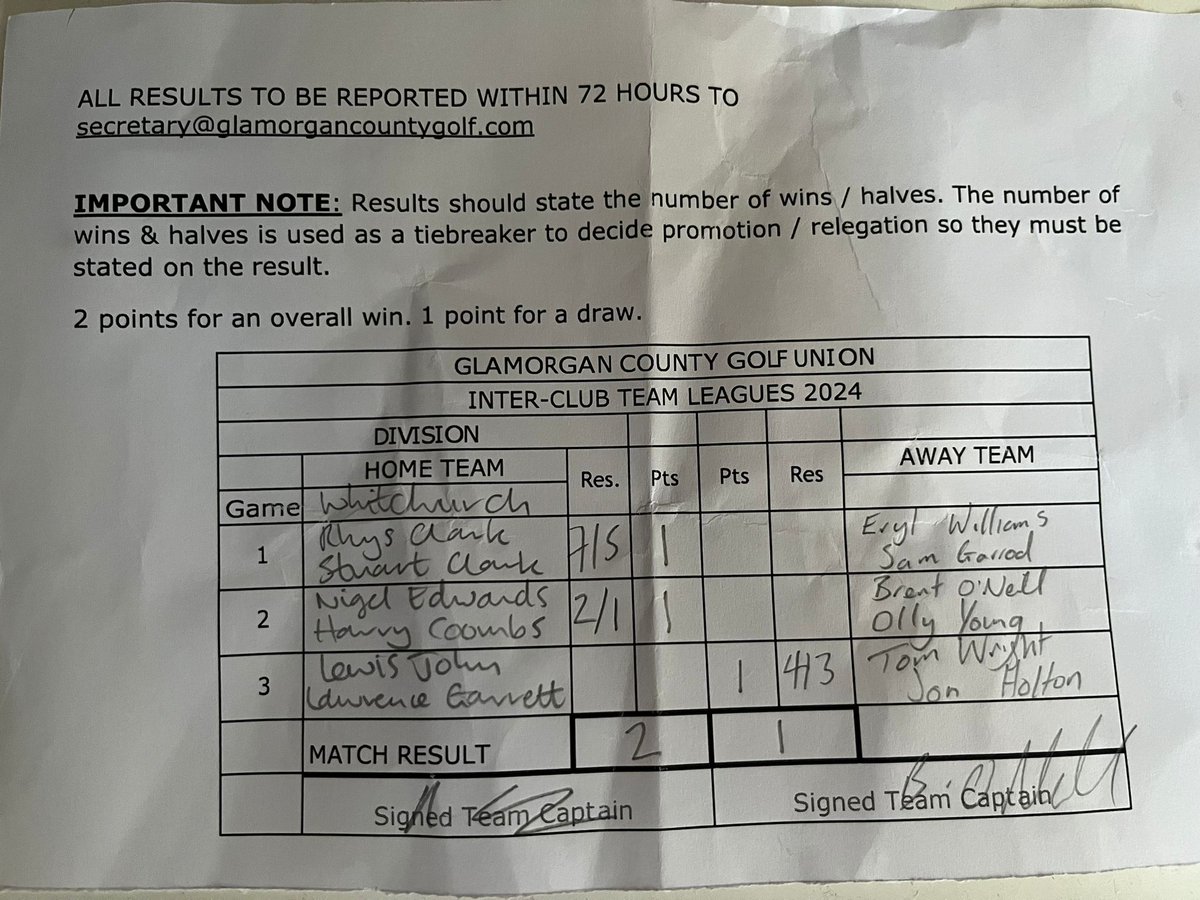 ALL RESULTS TO BE REPORTED WITHIN 72 HOURS TO
secretary@glamorgancountygolf.com
IMPORTANT NOTE: Results should state the number of wins / halves. The number of
wins & halves is used as a tiebreaker to decide promotion / relegation so they must be
stated on the result.
2 points for an overall win. 1 point for a draw.
GLAMORGAN COUNTY GOLF UNION
INTER-CLUB TEAM LEAGUES 2024
DIVISION
HOME TEAM Res. Pts Pts Res AWAY TEAM
Game Whitchurch
1 Rhys Clark 7/5 1 Eryl Williams
Stuart Clark Sam Garrod
2 Nigel Edwards 2/1 1 Brent O'Nell
Harry Coombs Olly Young
3 Lewis John 1 4/3 Tom Wright
Lawrence Garrett Jon Holton
MATCH RESULT 2 1
Signed Team Captain Signed Team Captain